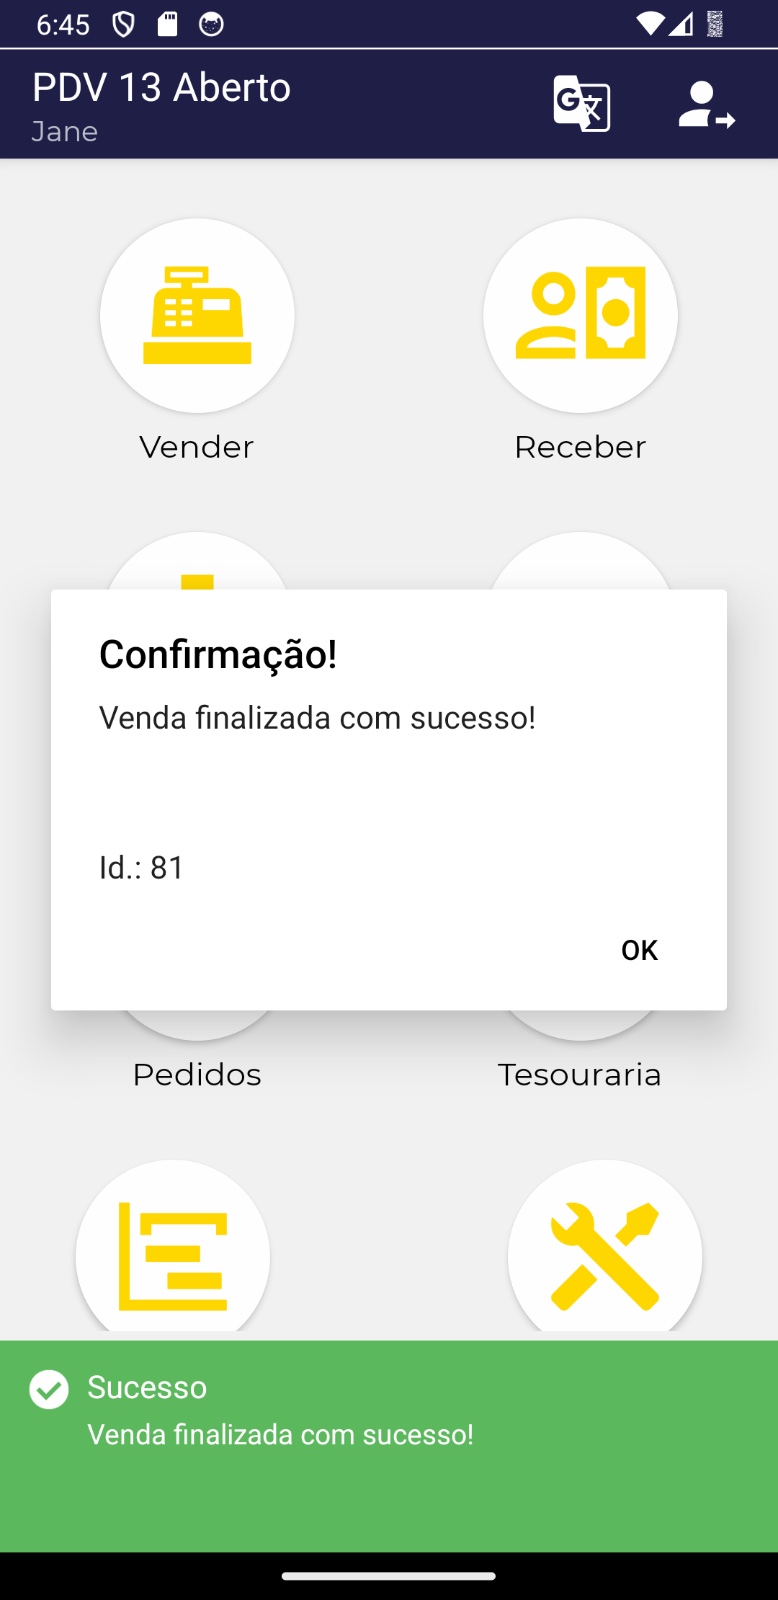 6:45
PDV 13 Aberto
Jane
Vender
Receber
Confirmação!
Venda finalizada com sucesso!
Id.: 81
OK
Pedidos
Tesouraria
Sucesso
Venda finalizada com sucesso!